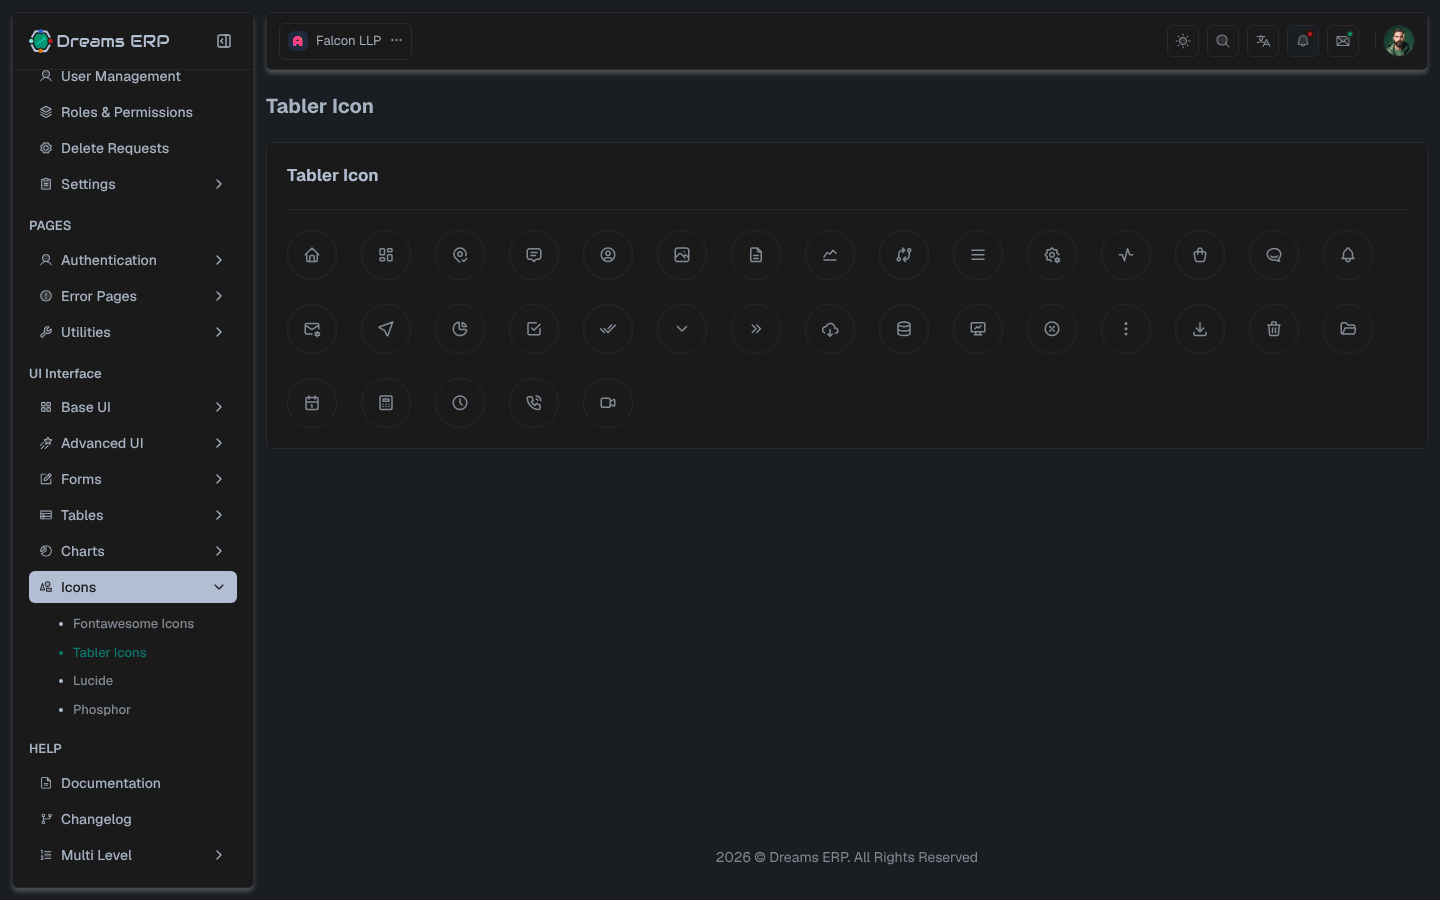 Dreams ERP
User Management
Roles & Permissions
Delete Requests
Settings
PAGES
Authentication
Error Pages
Utilities
UI Interface
Base UI
Advanced UI
Forms
Tables
Charts
Icons
Fontawesome Icons
Tabler Icons
Lucide
Phosphor
HELP
Documentation
Changelog
Multi Level
Falcon LLP
Tabler Icon
Tabler Icon
2026 © Dreams ERP. All Rights Reserved